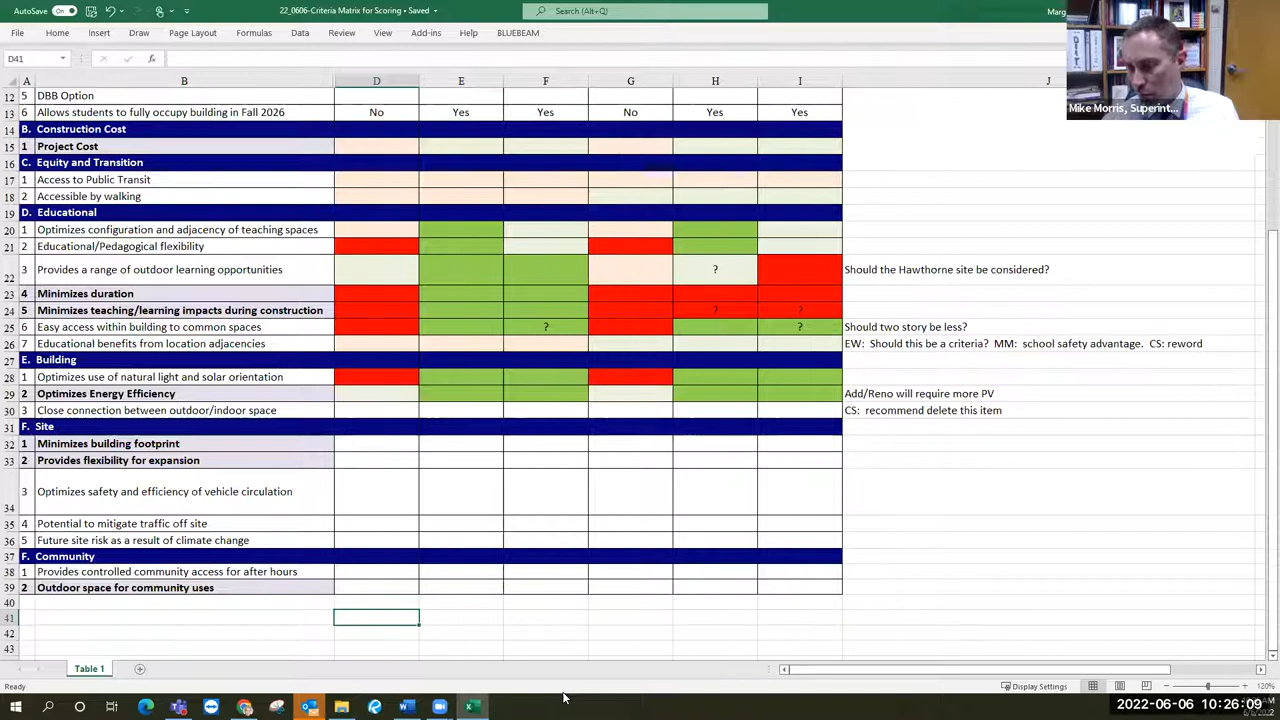 AutoSave On 22_0606-Criteria Matrix for Scoring • Saved Search (Alt+Q) Marg
File Home Insert Draw Page Layout Formulas Data Review View Add-ins Help BLUEBEAM
D41 fx
A B D E F G H I J
12 5 DBB Option
13 6 Allows students to fully occupy building in Fall 2026 No Yes Yes No Yes Yes
14 B. Construction Cost
15 1 Project Cost
16 C. Equity and Transition
17 1 Access to Public Transit
18 2 Accessible by walking
19 D. Educational
20 1 Optimizes configuration and adjacency of teaching spaces
21 2 Educational/Pedagogical flexibility
22 3 Provides a range of outdoor learning opportunities ? Should the Hawthorne site be considered?
23 4 Minimizes duration
24 5 Minimizes teaching/learning impacts during construction ? ?
25 6 Easy access within building to common spaces ? ? Should two story be less?
26 7 Educational benefits from location adjacencies EW: Should this be a criteria? MM: school safety advantage. CS: reword
27 E. Building
28 1 Optimizes use of natural light and solar orientation
29 2 Optimizes Energy Efficiency Add/Reno will require more PV
30 3 Close connection between outdoor/indoor space CS: recommend delete this item
31 F. Site
32 1 Minimizes building footprint
33 2 Provides flexibility for expansion
34 3 Optimizes safety and efficiency of vehicle circulation
35 4 Potential to mitigate traffic off site
36 5 Future site risk as a result of climate change
37 F. Community
38 1 Provides controlled community access for after hours
39 2 Outdoor space for community uses
40
41
42
43
Mike Morris, Superint...
Table 1
Ready Display Settings 120%
2022-06-06 10:26:09